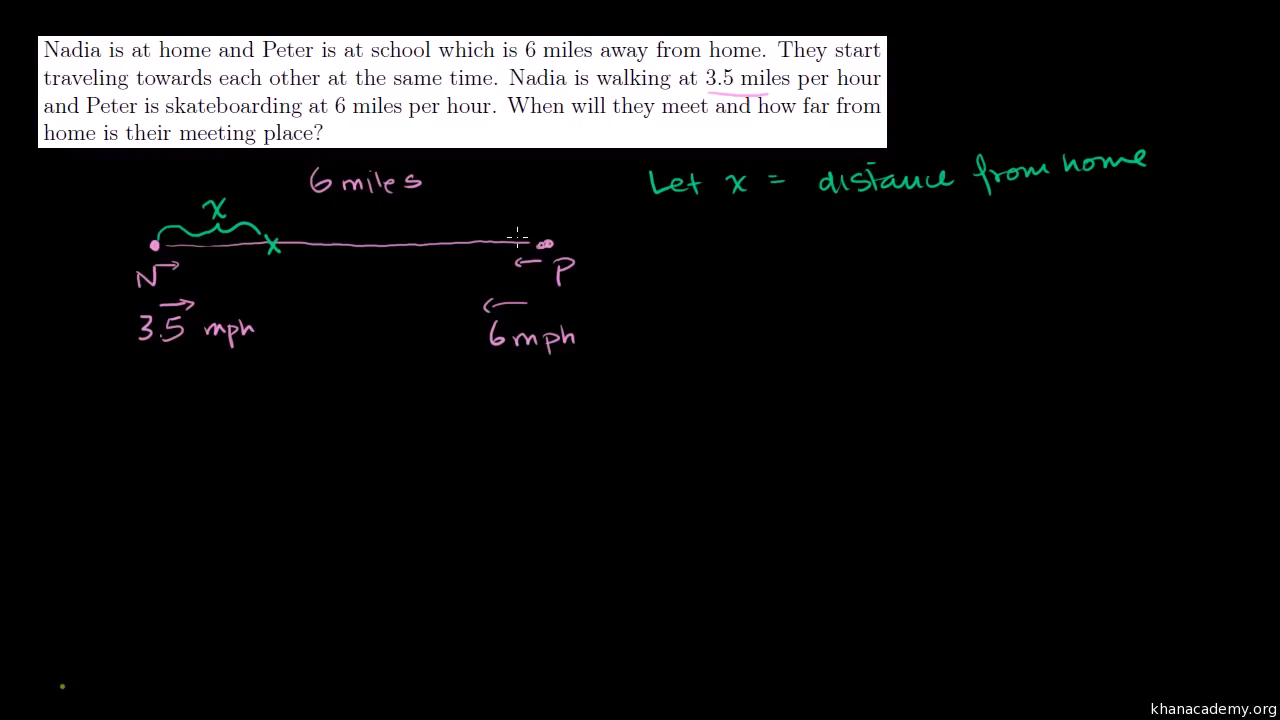 Nadia is at home and Peter is at school which is 6 miles away from home. They start
traveling towards each other at the same time. Nadia is walking at 3.5 miles per hour
and Peter is skateboarding at 6 miles per hour. When will they meet and how far from
home is their meeting place?
6 miles
Let x = distance from home
x
x
N
P
3.5 mph
6 mph
khanacademy.org